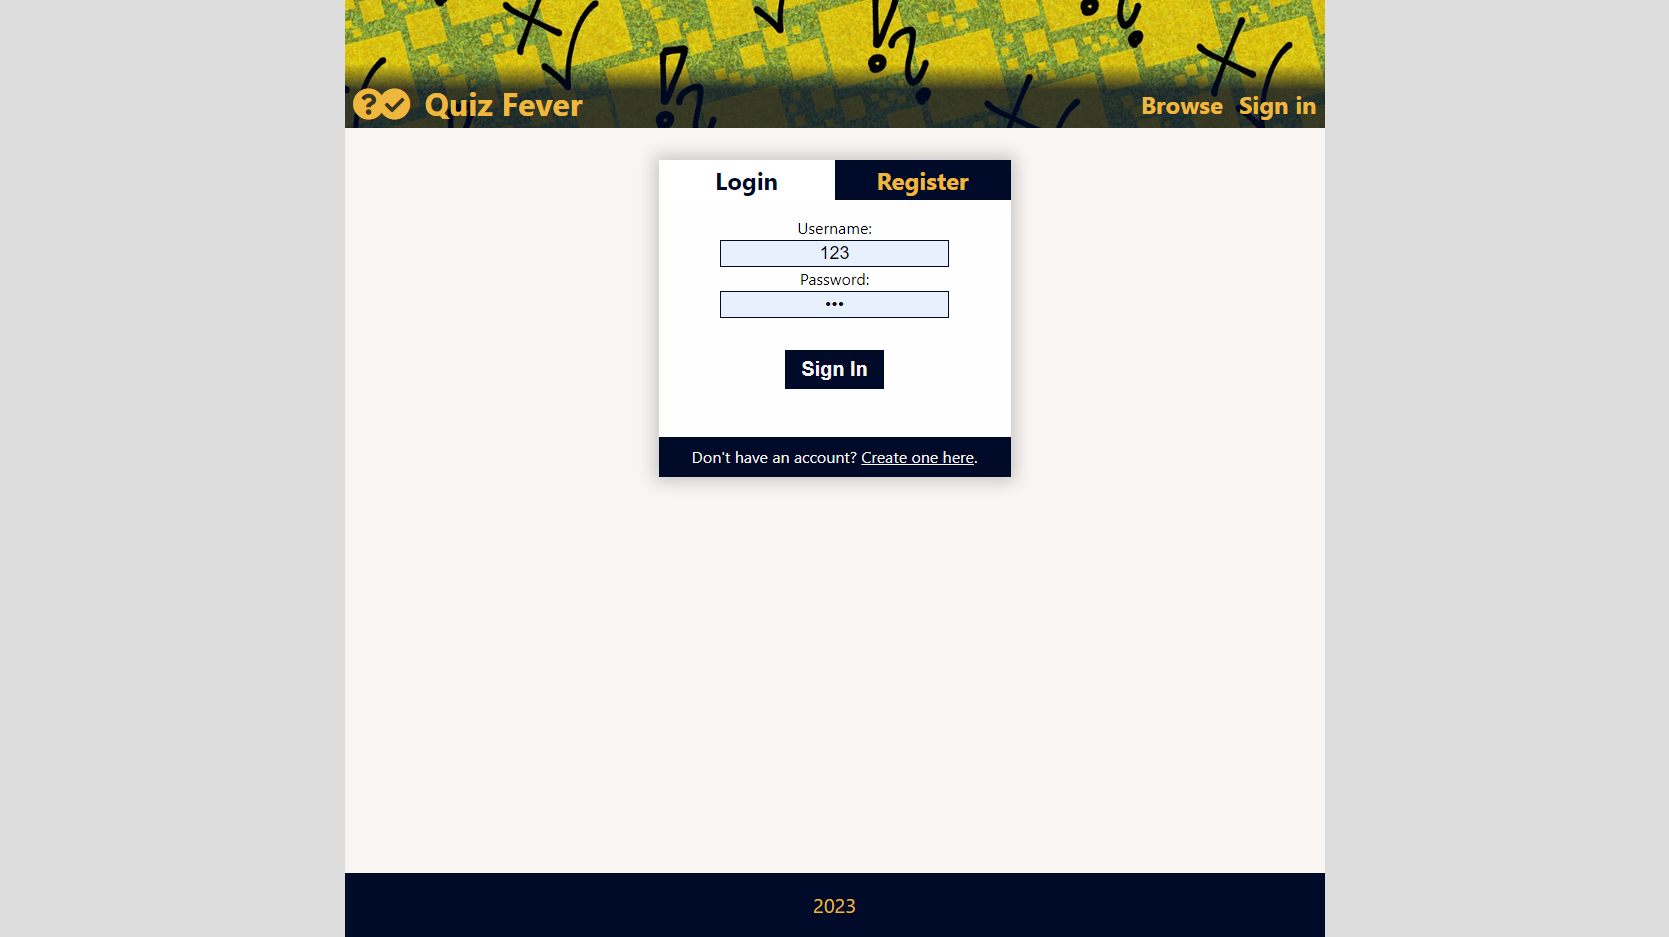 Quiz Fever
Browse Sign in
Login Register
Username:
123
Password:
•••
Sign In
Don't have an account? Create one here.
2023